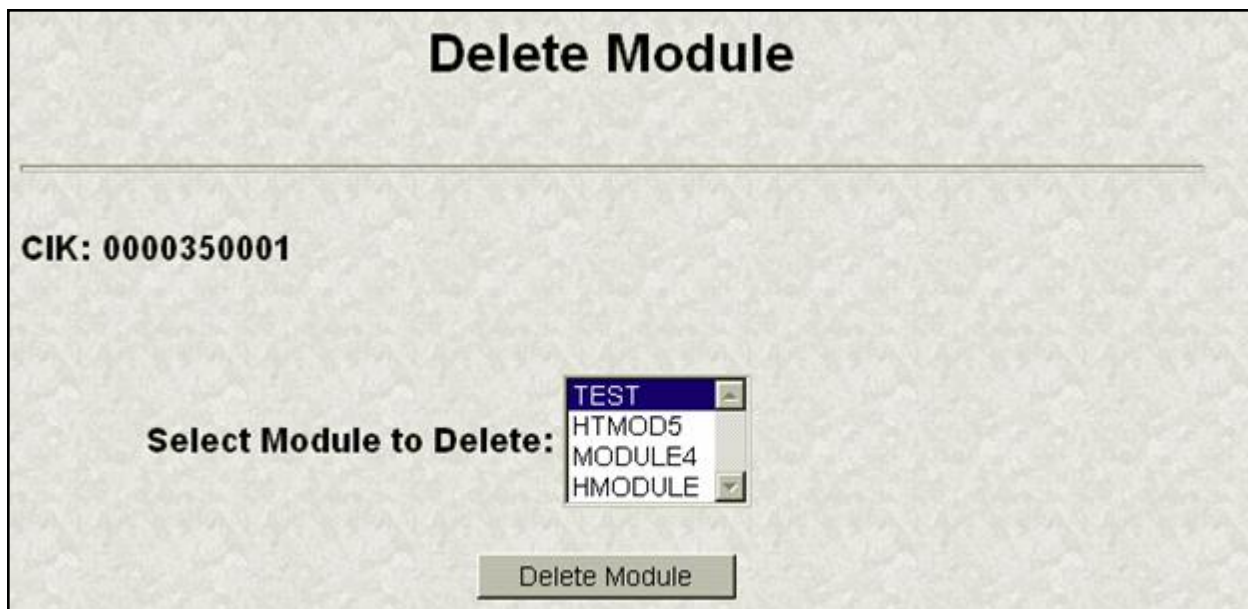 Delete Module
CIK: 0000350001
Select Module to Delete:
TEST
HTMOD5
MODULE4
HMODULE
Delete Module